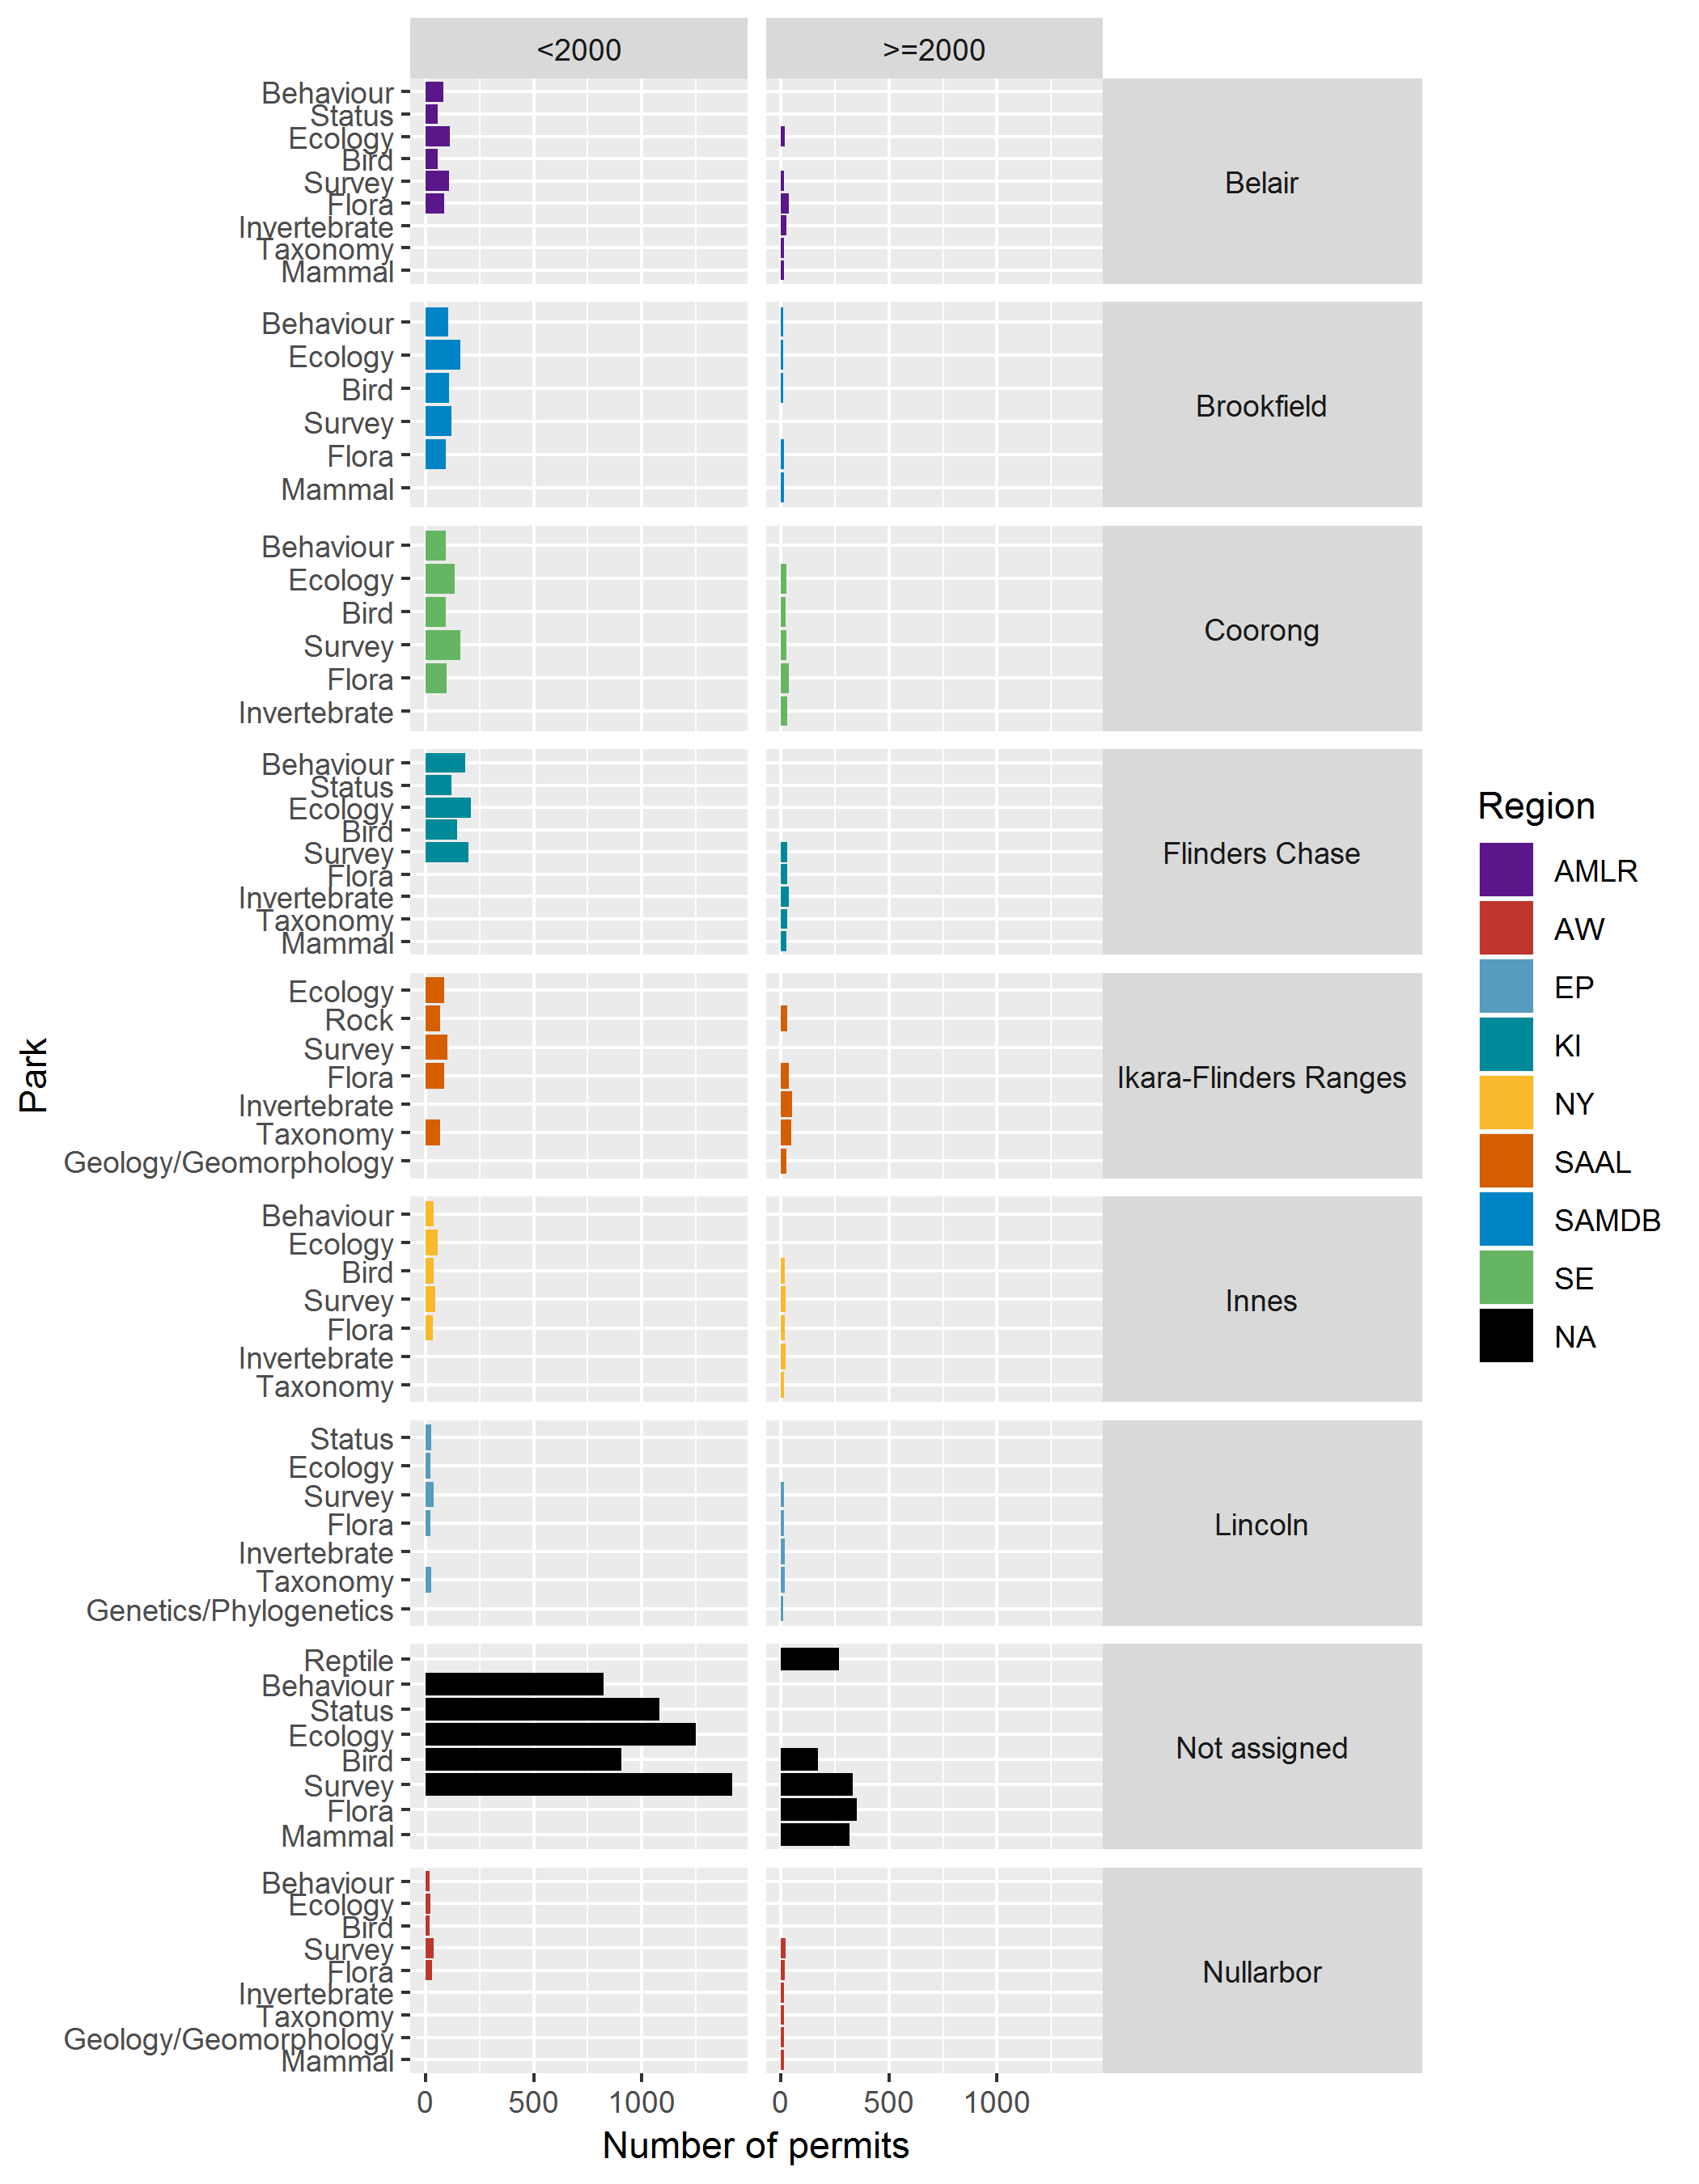 <2000
>=2000
Behaviour
Status
Ecology
Bird
Survey
Flora
Invertebrate
Taxonomy
Mammal
Belair
Behaviour
Ecology
Bird
Survey
Flora
Mammal
Brookfield
Behaviour
Ecology
Bird
Survey
Flora
Invertebrate
Coorong
Behaviour
Status
Ecology
Bird
Survey
Flora
Invertebrate
Taxonomy
Mammal
Flinders Chase
Ecology
Rock
Survey
Flora
Invertebrate
Taxonomy
Geology/Geomorphology
Ikara-Flinders Ranges
Behaviour
Ecology
Bird
Survey
Flora
Invertebrate
Taxonomy
Innes
Status
Ecology
Survey
Flora
Invertebrate
Taxonomy
Genetics/Phylogenetics
Lincoln
Reptile
Behaviour
Status
Ecology
Bird
Survey
Flora
Mammal
Not assigned
Behaviour
Ecology
Bird
Survey
Flora
Invertebrate
Taxonomy
Geology/Geomorphology
Mammal
Nullarbor
0 500 1000
0 500 1000
Number of permits
Park
Region
AMLR
AW
EP
KI
NY
SAAL
SAMDB
SE
NA